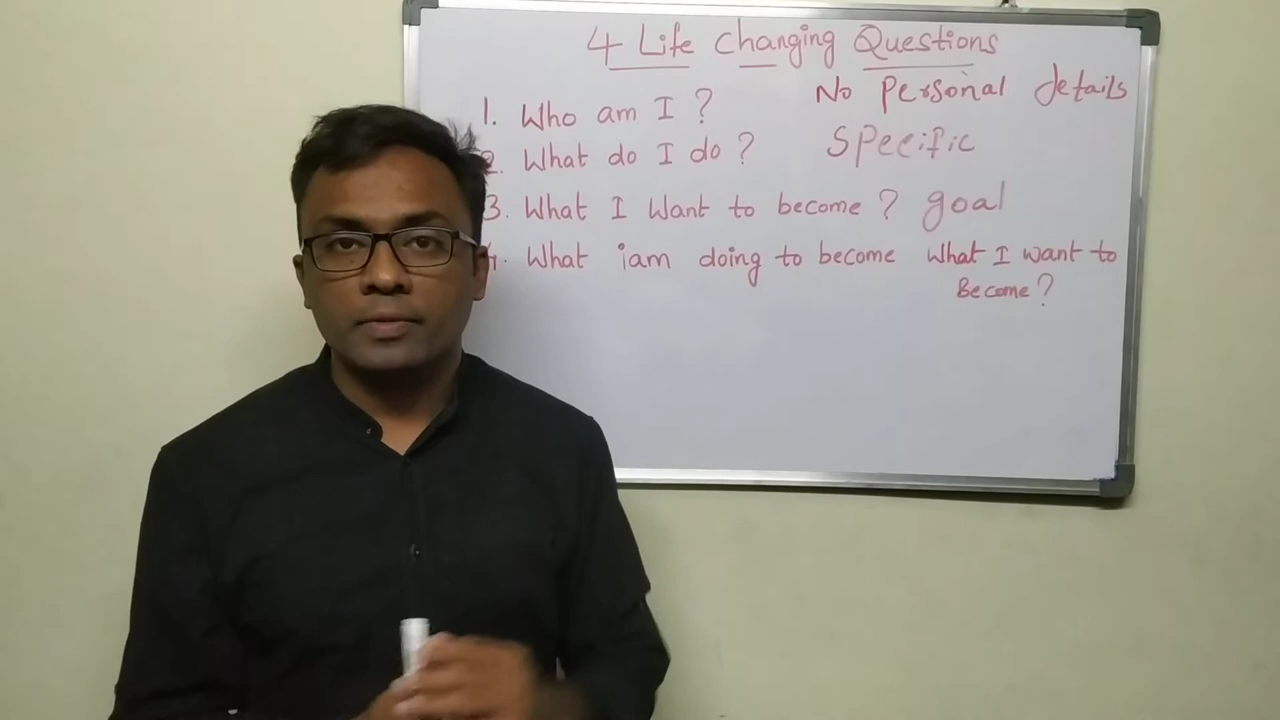 4 Life changing Questions
1. Who am I ? No Personal details
2. What do I do ? Specific
3. What I Want to become ? goal
4. What iam doing to become What I want to
Become?